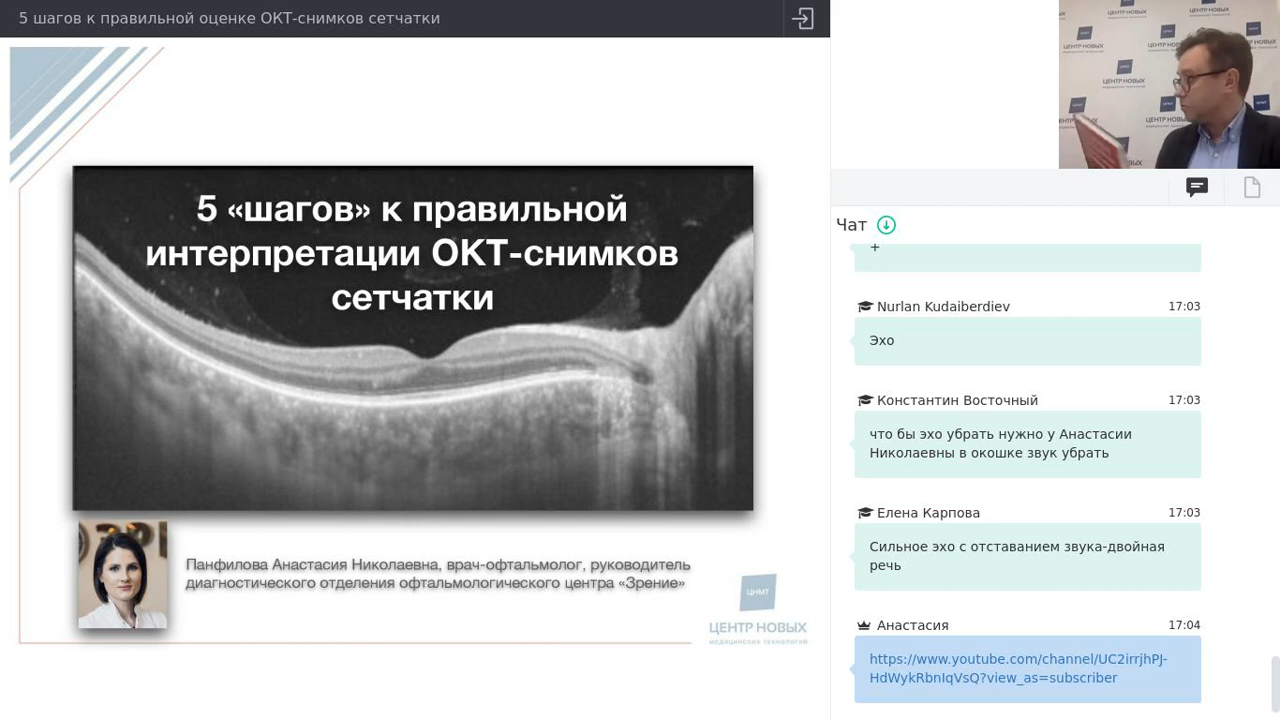 5 шагов к правильной оценке ОКТ-снимков сетчатки
5 «шагов» к правильной
интерпретации ОКТ-снимков
сетчатки
Панфилова Анастасия Николаевна, врач-офтальмолог, руководитель
диагностического отделения офтальмологического центра «Зрение»
ЦНМТ
ЦЕНТР НОВЫХ
МЕДИЦИНСКИХ ТЕХНОЛОГИЙ
ЦЕНТР НОВЫХ
Чат
+
Nurlan Kudaiberdiev 17:03
Эхо
Константин Восточный 17:03
что бы эхо убрать нужно у Анастасии
Николаевны в окошке звук убрать
Елена Карпова 17:03
Сильное эхо с отставанием звука-двойная
речь
Анастасия 17:04
https://www.youtube.com/channel/UC2irrjhPJ-
HdWykRbnIqVsQ?view_as=subscriber